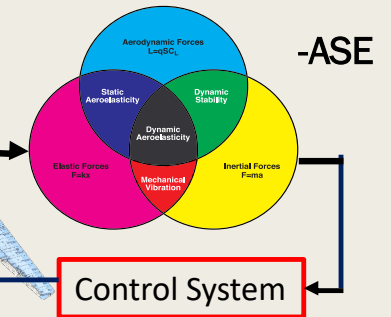 Aerodynamic Forces
L=qSCL
-ASE
Static
Aeroelasticity
Dynamic
Stability
Dynamic
Aeroelasticity
Elastic Forces
F=kx
Inertial Forces
F=ma
Mechanical
Vibration
Control System